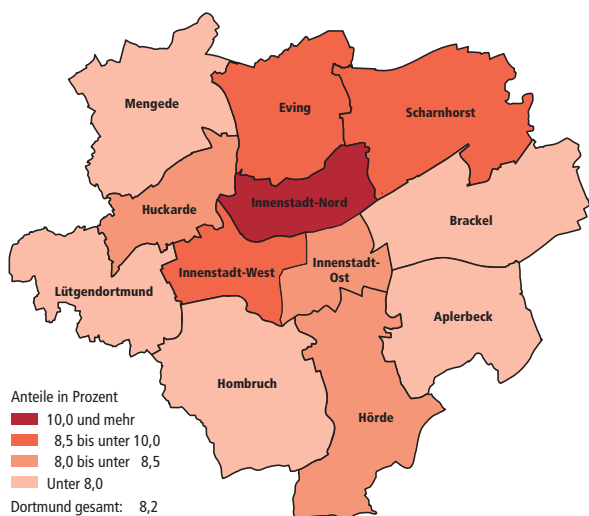 Mengede
Eving
Scharnhorst
Huckarde
Innenstadt-Nord
Brackel
Innenstadt-West
Innenstadt-
Ost
Lütgendortmund
Aplerbeck
Hombruch
Hörde
Anteile in Prozent
10,0 und mehr
8,5 bis unter 10,0
8,0 bis unter 8,5
Unter 8,0
Dortmund gesamt: 8,2